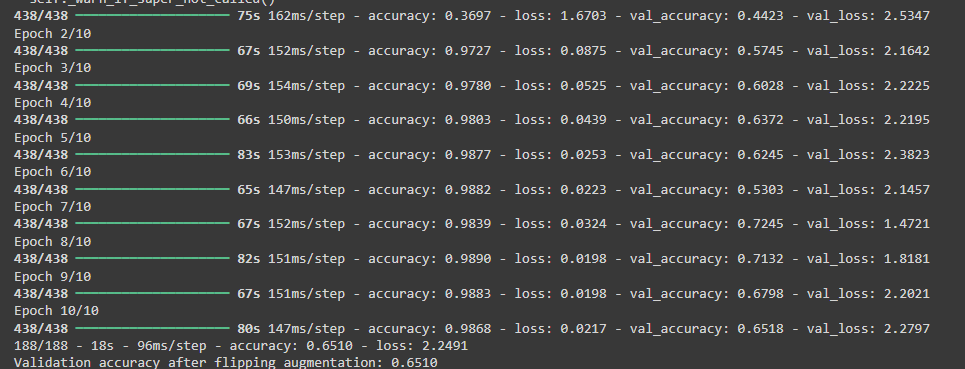 self._warn_if_super_not_called()
438/438 ━━━━━━━━━━━━━━━━━━━━ 75s 162ms/step - accuracy: 0.3697 - loss: 1.6703 - val_accuracy: 0.4423 - val_loss: 2.5347
Epoch 2/10
438/438 ━━━━━━━━━━━━━━━━━━━━ 67s 152ms/step - accuracy: 0.9727 - loss: 0.0875 - val_accuracy: 0.5745 - val_loss: 2.1642
Epoch 3/10
438/438 ━━━━━━━━━━━━━━━━━━━━ 69s 154ms/step - accuracy: 0.9780 - loss: 0.0525 - val_accuracy: 0.6028 - val_loss: 2.2225
Epoch 4/10
438/438 ━━━━━━━━━━━━━━━━━━━━ 66s 150ms/step - accuracy: 0.9803 - loss: 0.0439 - val_accuracy: 0.6372 - val_loss: 2.2195
Epoch 5/10
438/438 ━━━━━━━━━━━━━━━━━━━━ 83s 153ms/step - accuracy: 0.9877 - loss: 0.0253 - val_accuracy: 0.6245 - val_loss: 2.3823
Epoch 6/10
438/438 ━━━━━━━━━━━━━━━━━━━━ 65s 147ms/step - accuracy: 0.9882 - loss: 0.0223 - val_accuracy: 0.5303 - val_loss: 2.1457
Epoch 7/10
438/438 ━━━━━━━━━━━━━━━━━━━━ 67s 152ms/step - accuracy: 0.9839 - loss: 0.0324 - val_accuracy: 0.7245 - val_loss: 1.4721
Epoch 8/10
438/438 ━━━━━━━━━━━━━━━━━━━━ 82s 151ms/step - accuracy: 0.9890 - loss: 0.0198 - val_accuracy: 0.7132 - val_loss: 1.8181
Epoch 9/10
438/438 ━━━━━━━━━━━━━━━━━━━━ 67s 151ms/step - accuracy: 0.9883 - loss: 0.0198 - val_accuracy: 0.6798 - val_loss: 2.2021
Epoch 10/10
438/438 ━━━━━━━━━━━━━━━━━━━━ 80s 147ms/step - accuracy: 0.9868 - loss: 0.0217 - val_accuracy: 0.6518 - val_loss: 2.2797
188/188 - 18s - 96ms/step - accuracy: 0.6510 - loss: 2.2491
Validation accuracy after flipping augmentation: 0.6510